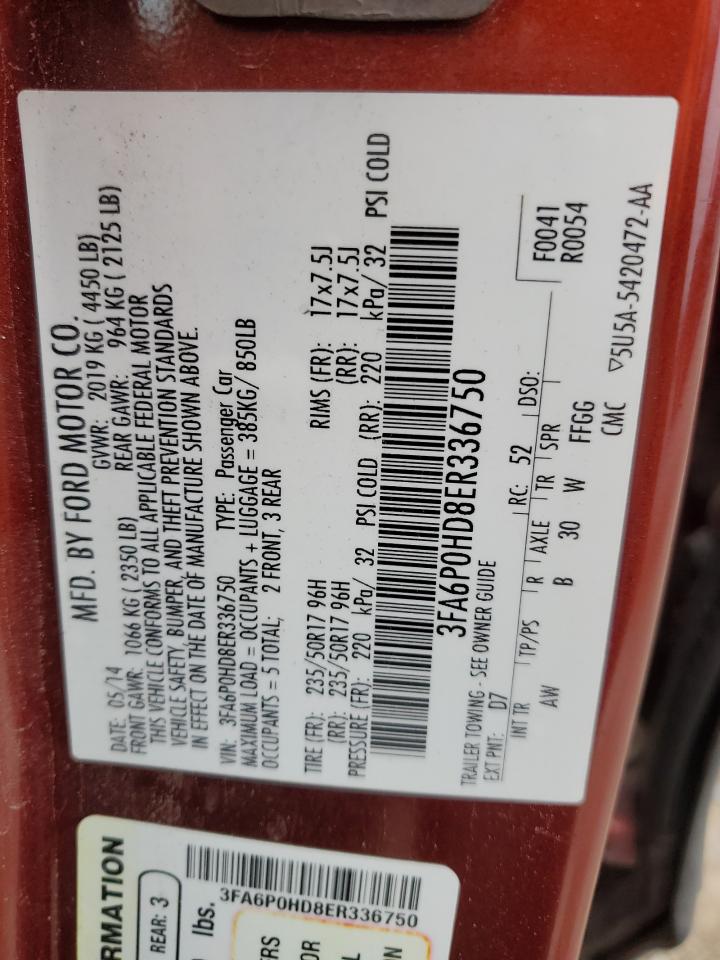 MFD. BY FORD MOTOR CO.
DATE: 05/14 GVWR: 2019 KG ( 4450 LB)
FRONT GAWR: 1066 KG ( 2350 LB) REAR GAWR: 964 KG ( 2125 LB)
THIS VEHICLE CONFORMS TO ALL APPLICABLE FEDERAL MOTOR
VEHICLE SAFETY, BUMPER, AND THEFT PREVENTION STANDARDS
IN EFFECT ON THE DATE OF MANUFACTURE SHOWN ABOVE.
VIN: 3FA6P0HD8ER336750 TYPE: Passenger Car
MAXIMUM LOAD = OCCUPANTS + LUGGAGE = 385KG/ 850LB
OCCUPANTS = 5 TOTAL; 2 FRONT, 3 REAR
TIRE (FR): 235/50R17 96H RIMS (FR): 17x7.5J
(RR): 235/50R17 96H (RR): 17x7.5J
PRESSURE (FR): 220 kPa/ 32 PSI COLD (RR): 220 kPa/ 32 PSI COLD
3FA6P0HD8ER336750
TRAILER TOWING - SEE OWNER GUIDE
EXT PNT: D7 RC: 52 DSO: F0041
INT TR TP/PS R AXLE TR SPR R0054
AW B 30 W FFGG
CMC ▽5U5A-5420472-AA
RMATION
REAR: 3
lbs.
3FA6P0HD8ER336750
ERS
OR
L
N